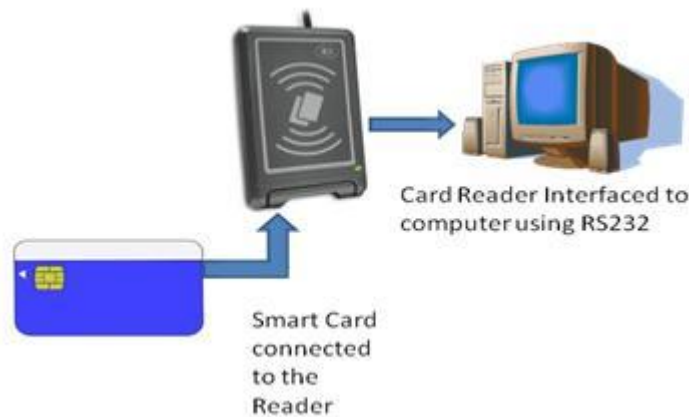 Card Reader Interfaced to
computer using RS232
Smart Card
connected
to the
Reader